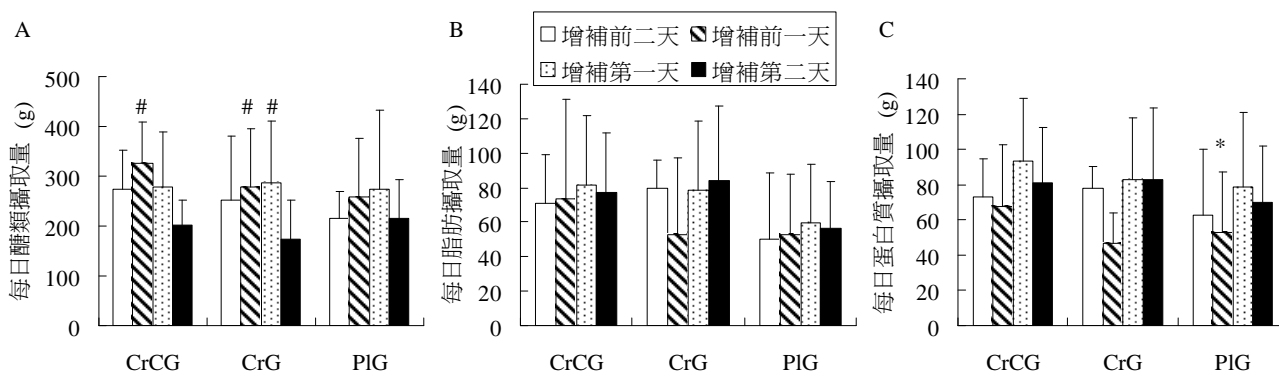 A
每日醣類攝取量 (g)
500
400
300
200
100
0
# # #
CrCG CrG PlG
B
增補前二天 增補前一天
增補第一天 增補第二天
每日脂肪攝取量 (g)
140
120
100
80
60
40
20
0
CrCG CrG PlG
C
每日蛋白質攝取量 (g)
140
120
100
80
60
40
20
0
*
CrCG CrG PlG